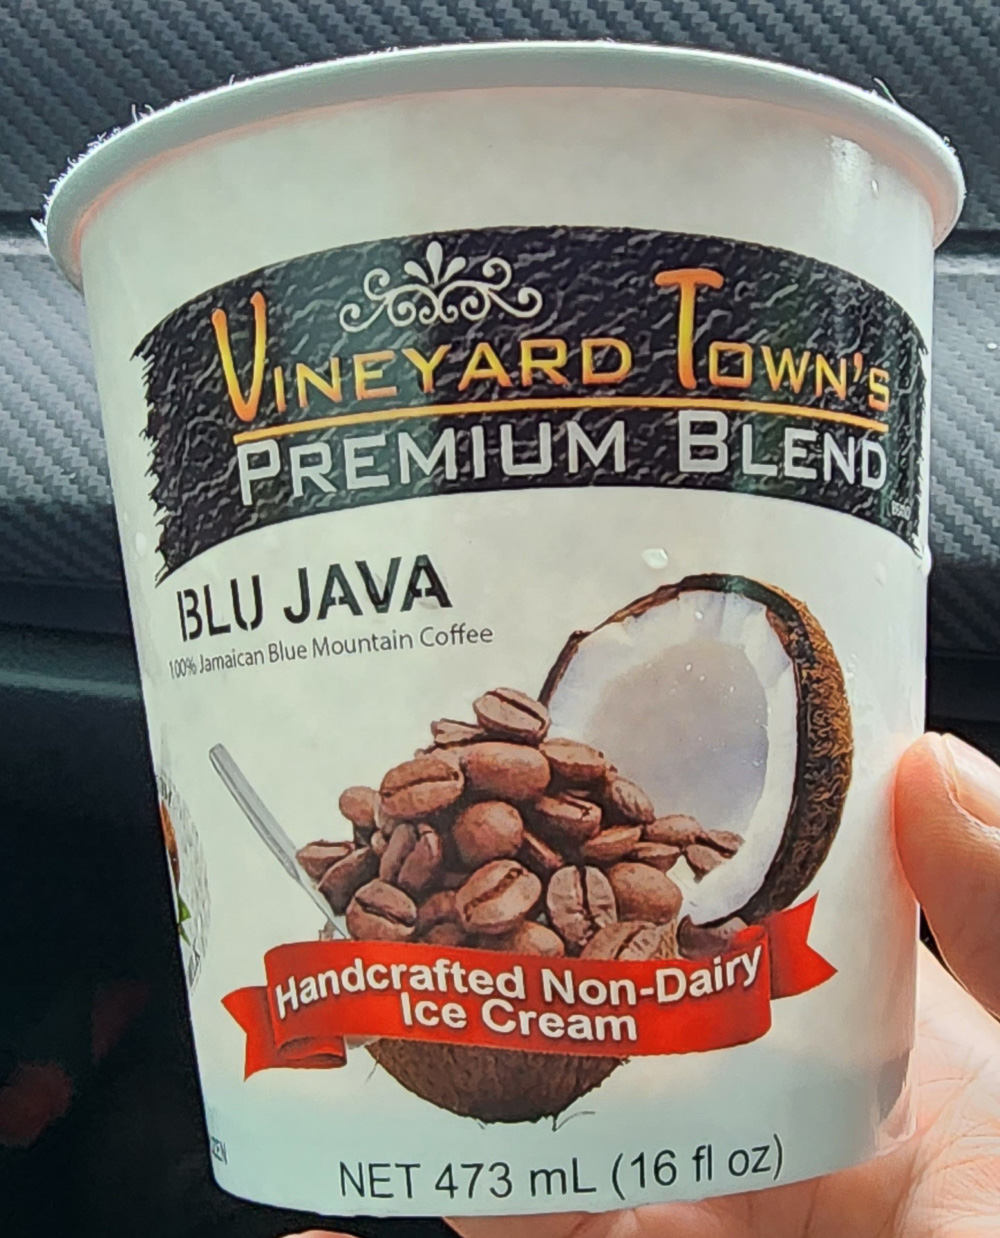 VINEYARD TOWN'S
PREMIUM BLEND
BLU JAVA
100% Jamaican Blue Mountain Coffee
Handcrafted Non-Dairy
Ice Cream
NET 473 mL (16 fl oz)